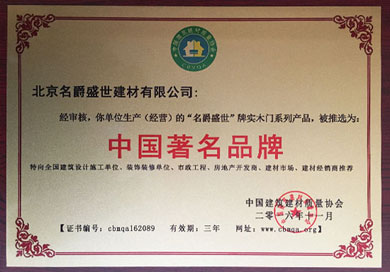 北京名爵盛世建材有限公司：
经审核，你单位生产（经营）的“名爵盛世”牌实木门系列产品，被推选为：
中国著名品牌
特向全国建筑设计施工单位、装饰装修单位、市政工程、房地产开发商、建材市场、建材经销商推荐
中国建筑建材质量协会
二〇一六年十一月
【证书编号：cbmqa162089 有效期：三年 网址：www.cbmqa.org】